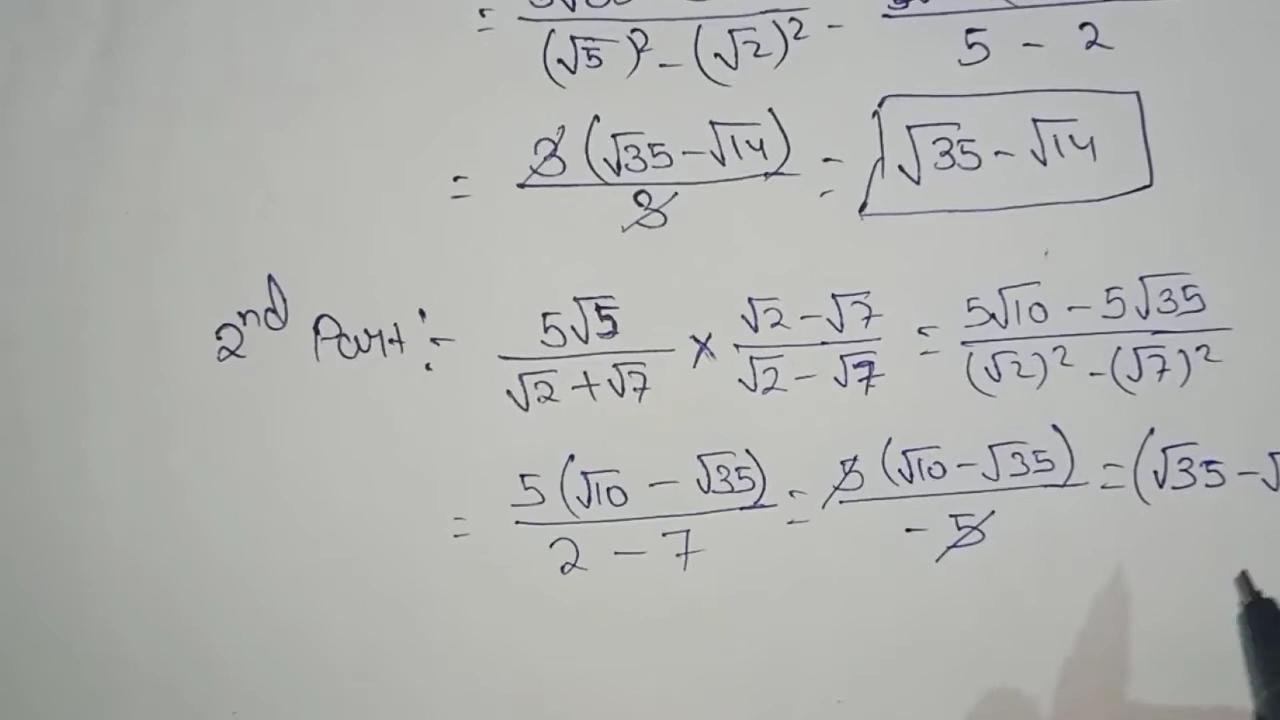 = / (√5)² - (√2)² - / 5 - 2
= 3(√35 - √14) / 3 = √35 - √14
2nd Part :- 5√5 / √2 + √7 × √2 - √7 / √2 - √7 = 5√10 - 5√35 / (√2)² - (√7)²
= 5(√10 - √35) / 2 - 7 = 5(√10 - √35) / - 5 = (√35 - √